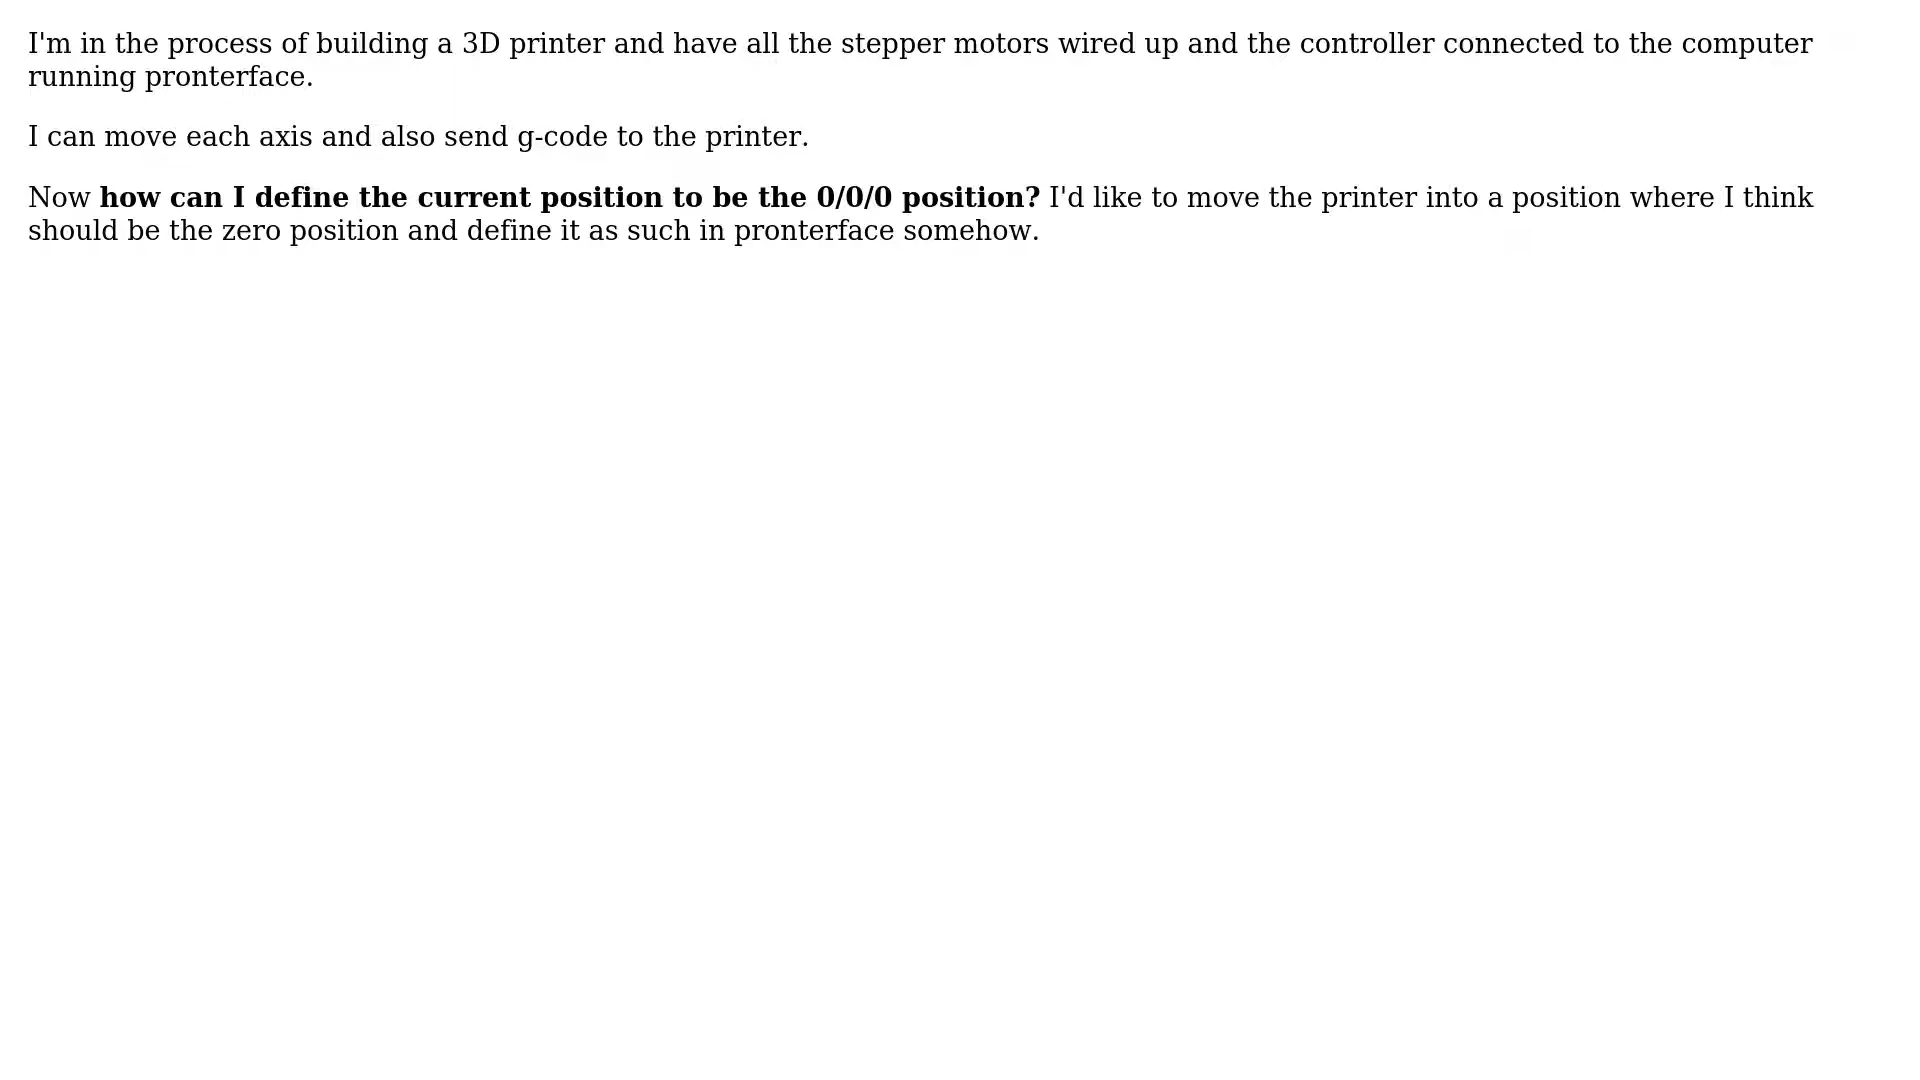 I'm in the process of building a 3D printer and have all the stepper motors wired up and the controller connected to the computer
running pronterface.
I can move each axis and also send g-code to the printer.
Now how can I define the current position to be the 0/0/0 position? I'd like to move the printer into a position where I think
should be the zero position and define it as such in pronterface somehow.